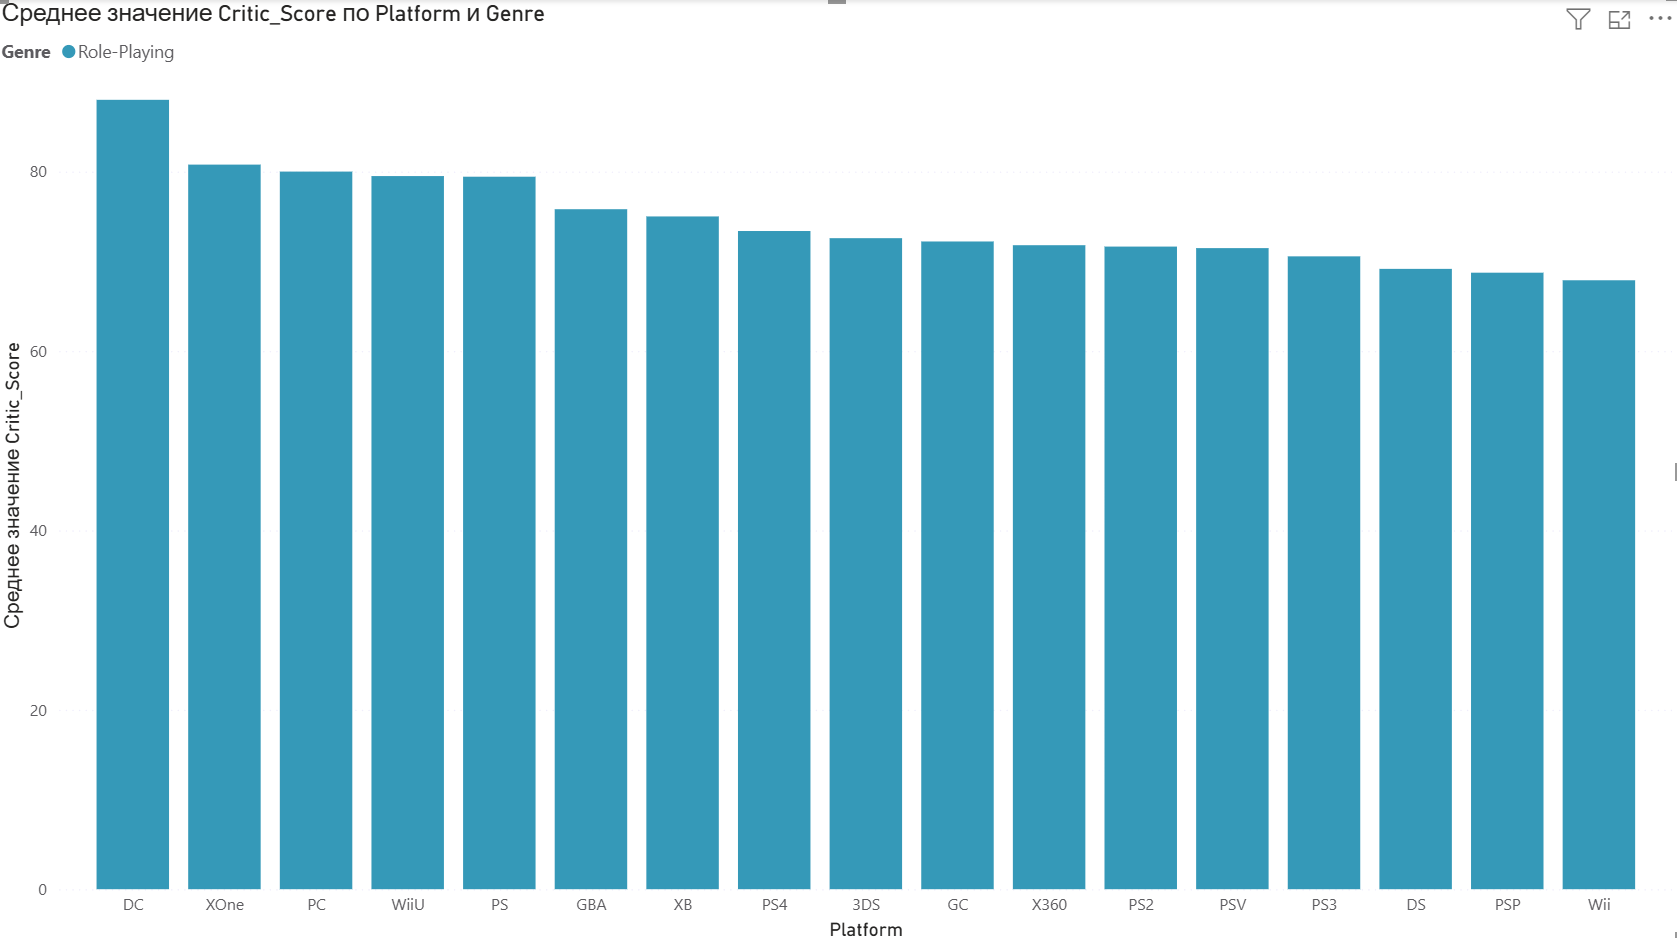 Среднее значение Critic_Score по Platform и Genre
Genre Role-Playing
Среднее значение Critic_Score
80
60
40
20
0
DC XOne PC WiiU PS GBA XB PS4 3DS GC X360 PS2 PSV PS3 DS PSP Wii
Platform